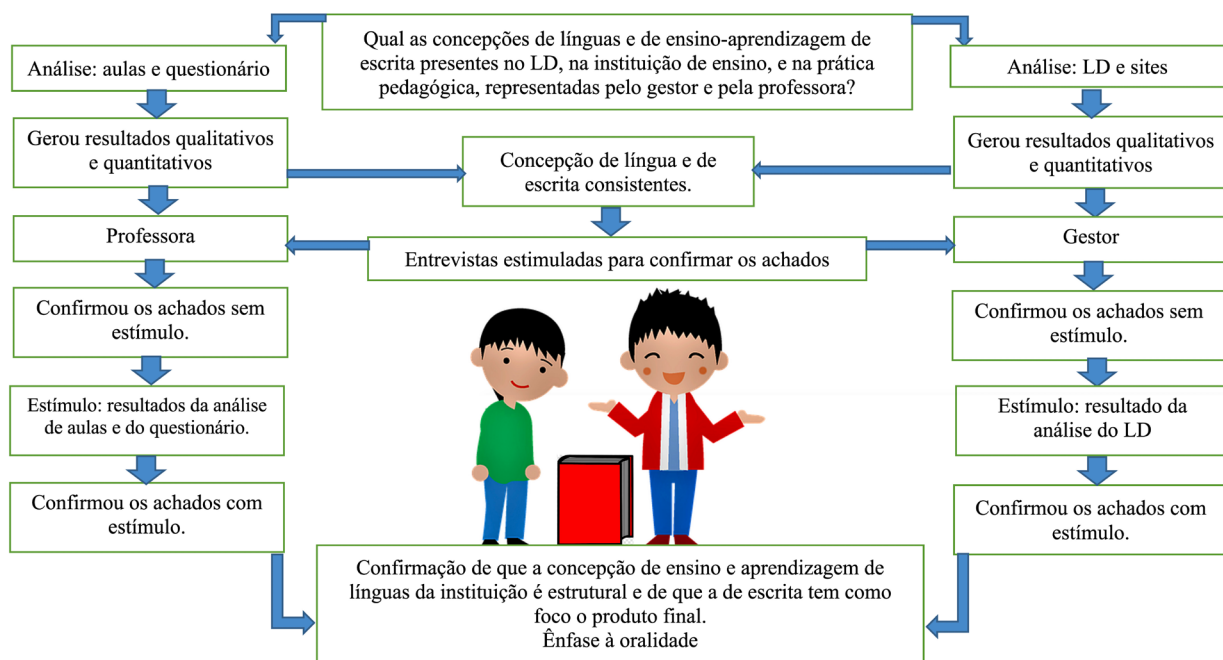 Qual as concepções de línguas e de ensino-aprendizagem de
escrita presentes no LD, na instituição de ensino, e na prática
pedagógica, representadas pelo gestor e pela professora?
Análise: aulas e questionário
Análise: LD e sites
Gerou resultados qualitativos
e quantitativos
Concepção de língua e de
escrita consistentes.
Gerou resultados qualitativos
e quantitativos
Professora
Entrevistas estimuladas para confirmar os achados
Gestor
Confirmou os achados sem
estímulo.
Confirmou os achados sem
estímulo.
Estímulo: resultados da análise
de aulas e do questionário.
Estímulo: resultado da
análise do LD
Confirmou os achados com
estímulo.
Confirmou os achados com
estímulo.
Confirmação de que a concepção de ensino e aprendizagem de
línguas da instituição é estrutural e de que a de escrita tem como
foco o produto final.
Ênfase à oralidade